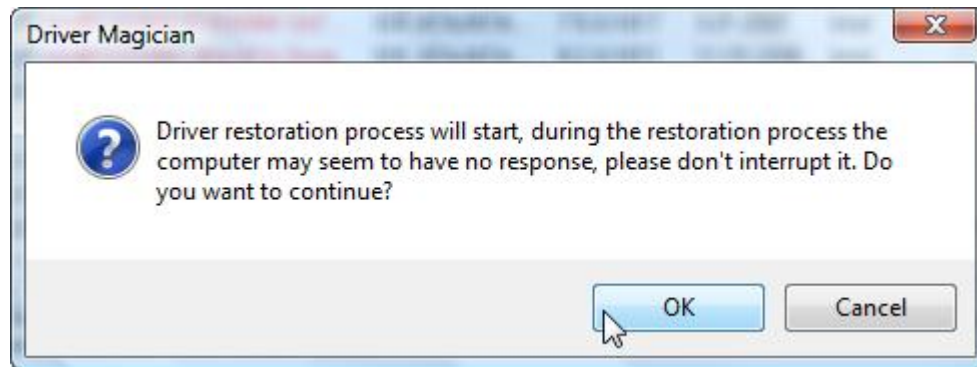 Driver Magician
Driver restoration process will start, during the restoration process the
computer may seem to have no response, please don't interrupt it. Do
you want to continue?
OK
Cancel